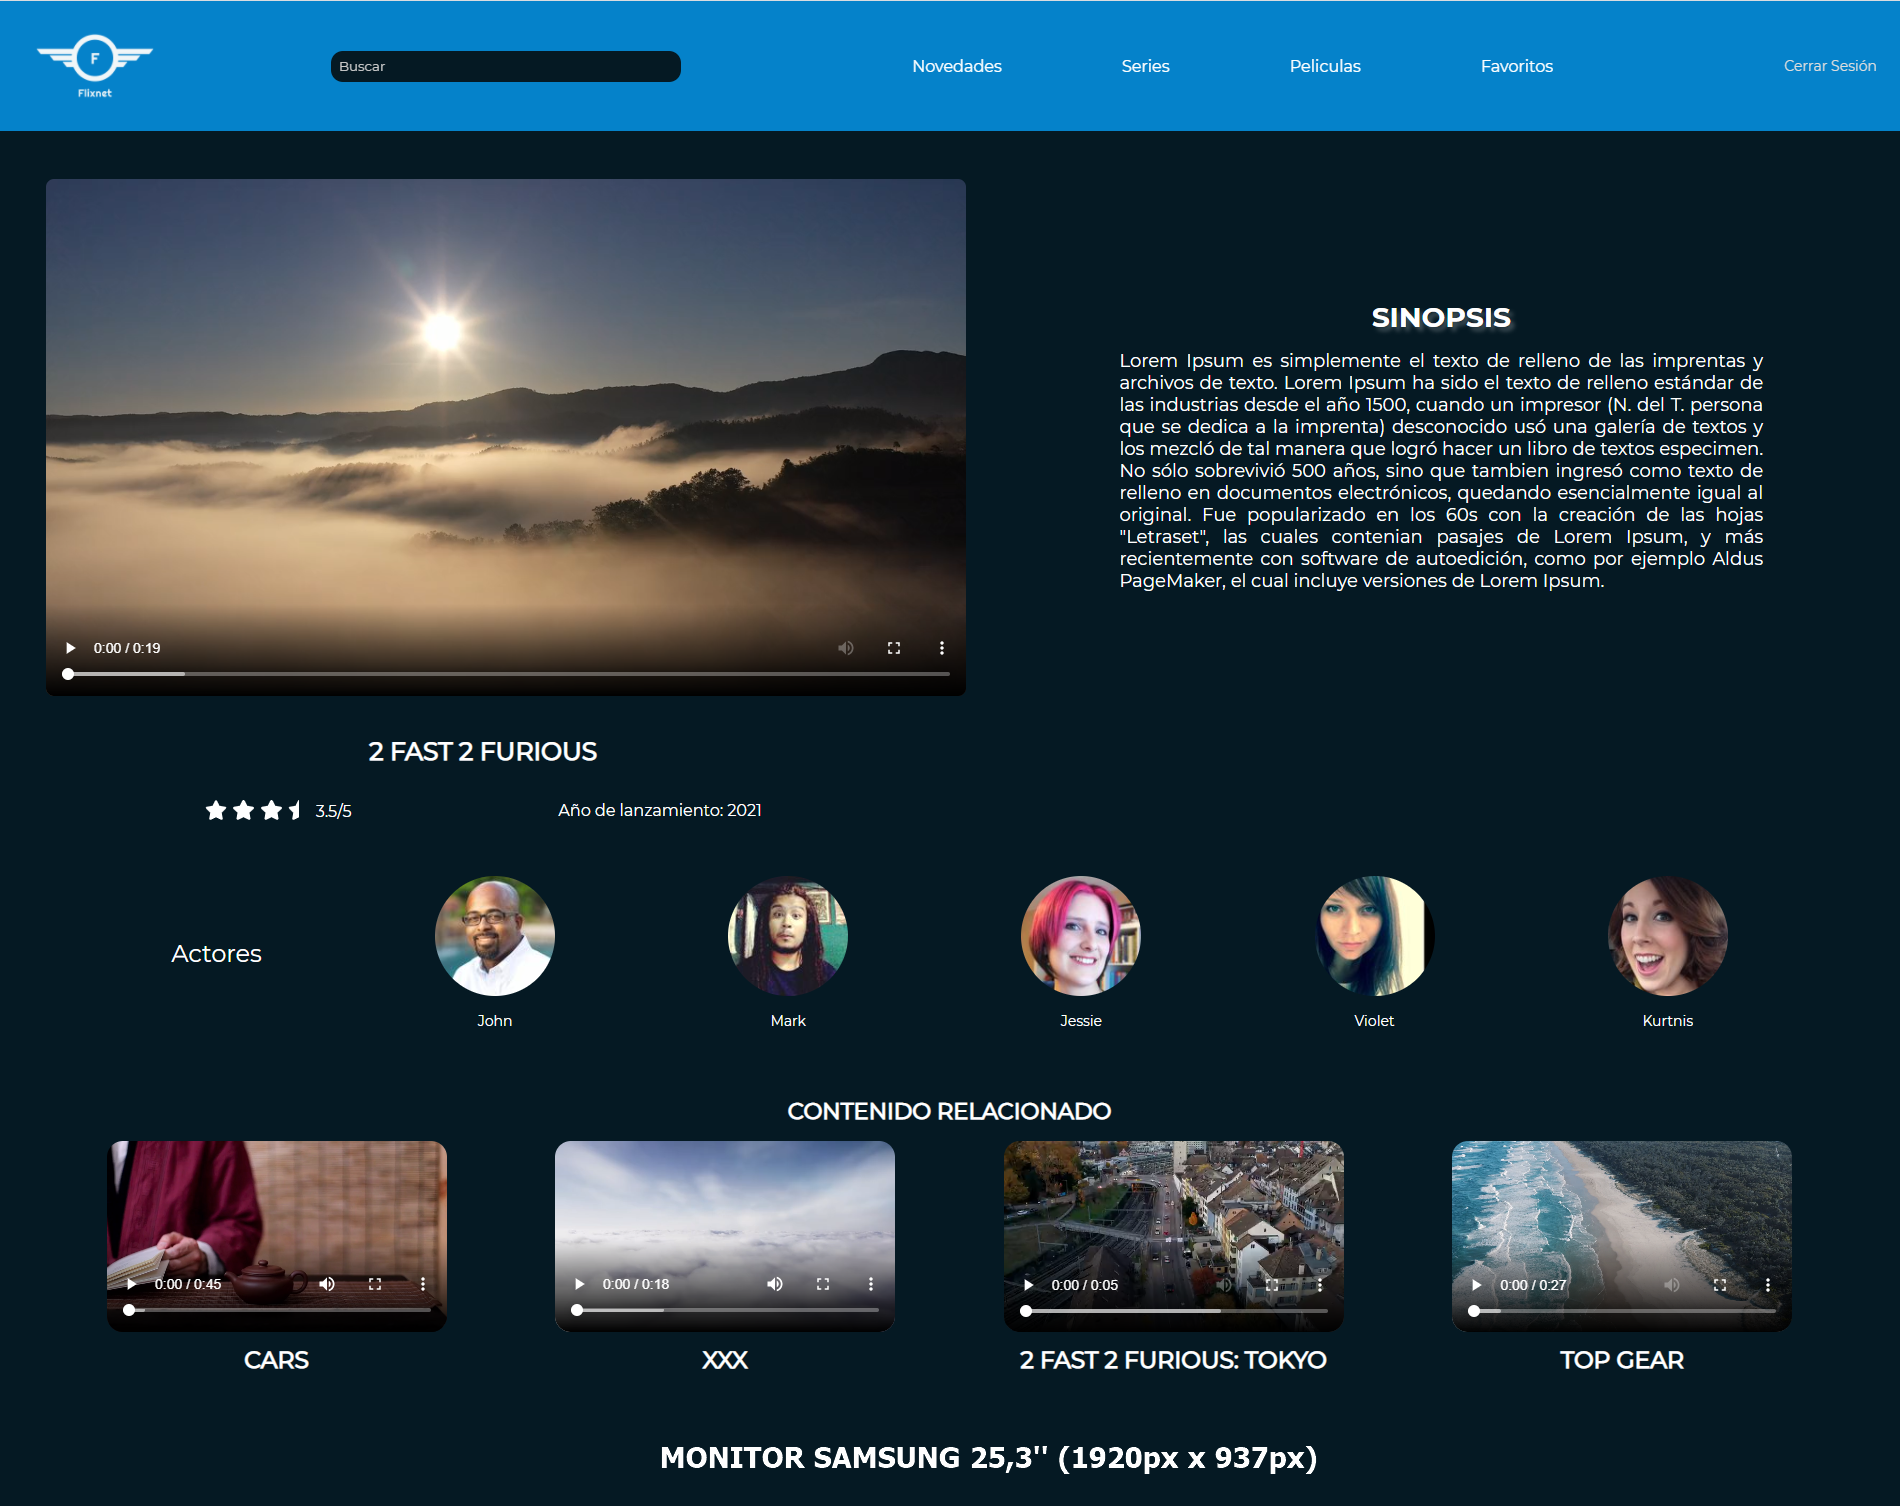 F
Flixnet
Buscar
Novedades
Series
Peliculas
Favoritos
Cerrar Sesión
SINOPSIS
Lorem Ipsum es simplemente el texto de relleno de las imprentas y
archivos de texto. Lorem Ipsum ha sido el texto de relleno estándar de
las industrias desde el año 1500, cuando un impresor (N. del T. persona
que se dedica a la imprenta) desconocido usó una galería de textos y
los mezcló de tal manera que logró hacer un libro de textos especimen.
No sólo sobrevivió 500 años, sino que tambien ingresó como texto de
relleno en documentos electrónicos, quedando esencialmente igual al
original. Fue popularizado en los 60s con la creación de las hojas
"Letraset", las cuales contenian pasajes de Lorem Ipsum, y más
recientemente con software de autoedición, como por ejemplo Aldus
PageMaker, el cual incluye versiones de Lorem Ipsum.
0:00 / 0:19
2 FAST 2 FURIOUS
3.5/5
Año de lanzamiento: 2021
Actores
John
Mark
Jessie
Violet
Kurtnis
CONTENIDO RELACIONADO
0:00 / 0:45
0:00 / 0:18
0:00 / 0:05
0:00 / 0:27
CARS
XXX
2 FAST 2 FURIOUS: TOKYO
TOP GEAR
MONITOR SAMSUNG 25,3'' (1920px x 937px)